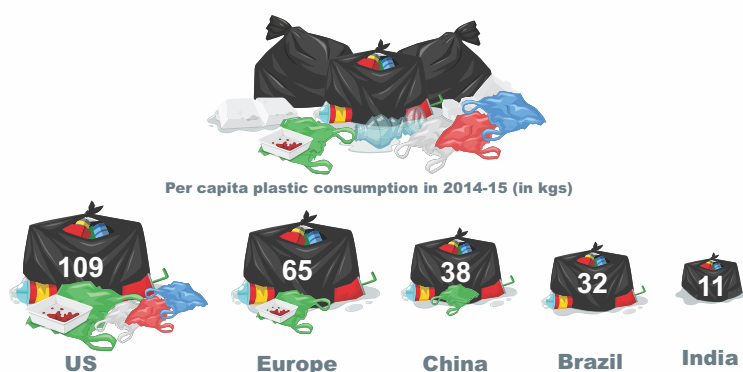 Per capita plastic consumption in 2014-15 (in kgs)
109
65
38
32
11
US
Europe
China
Brazil
India